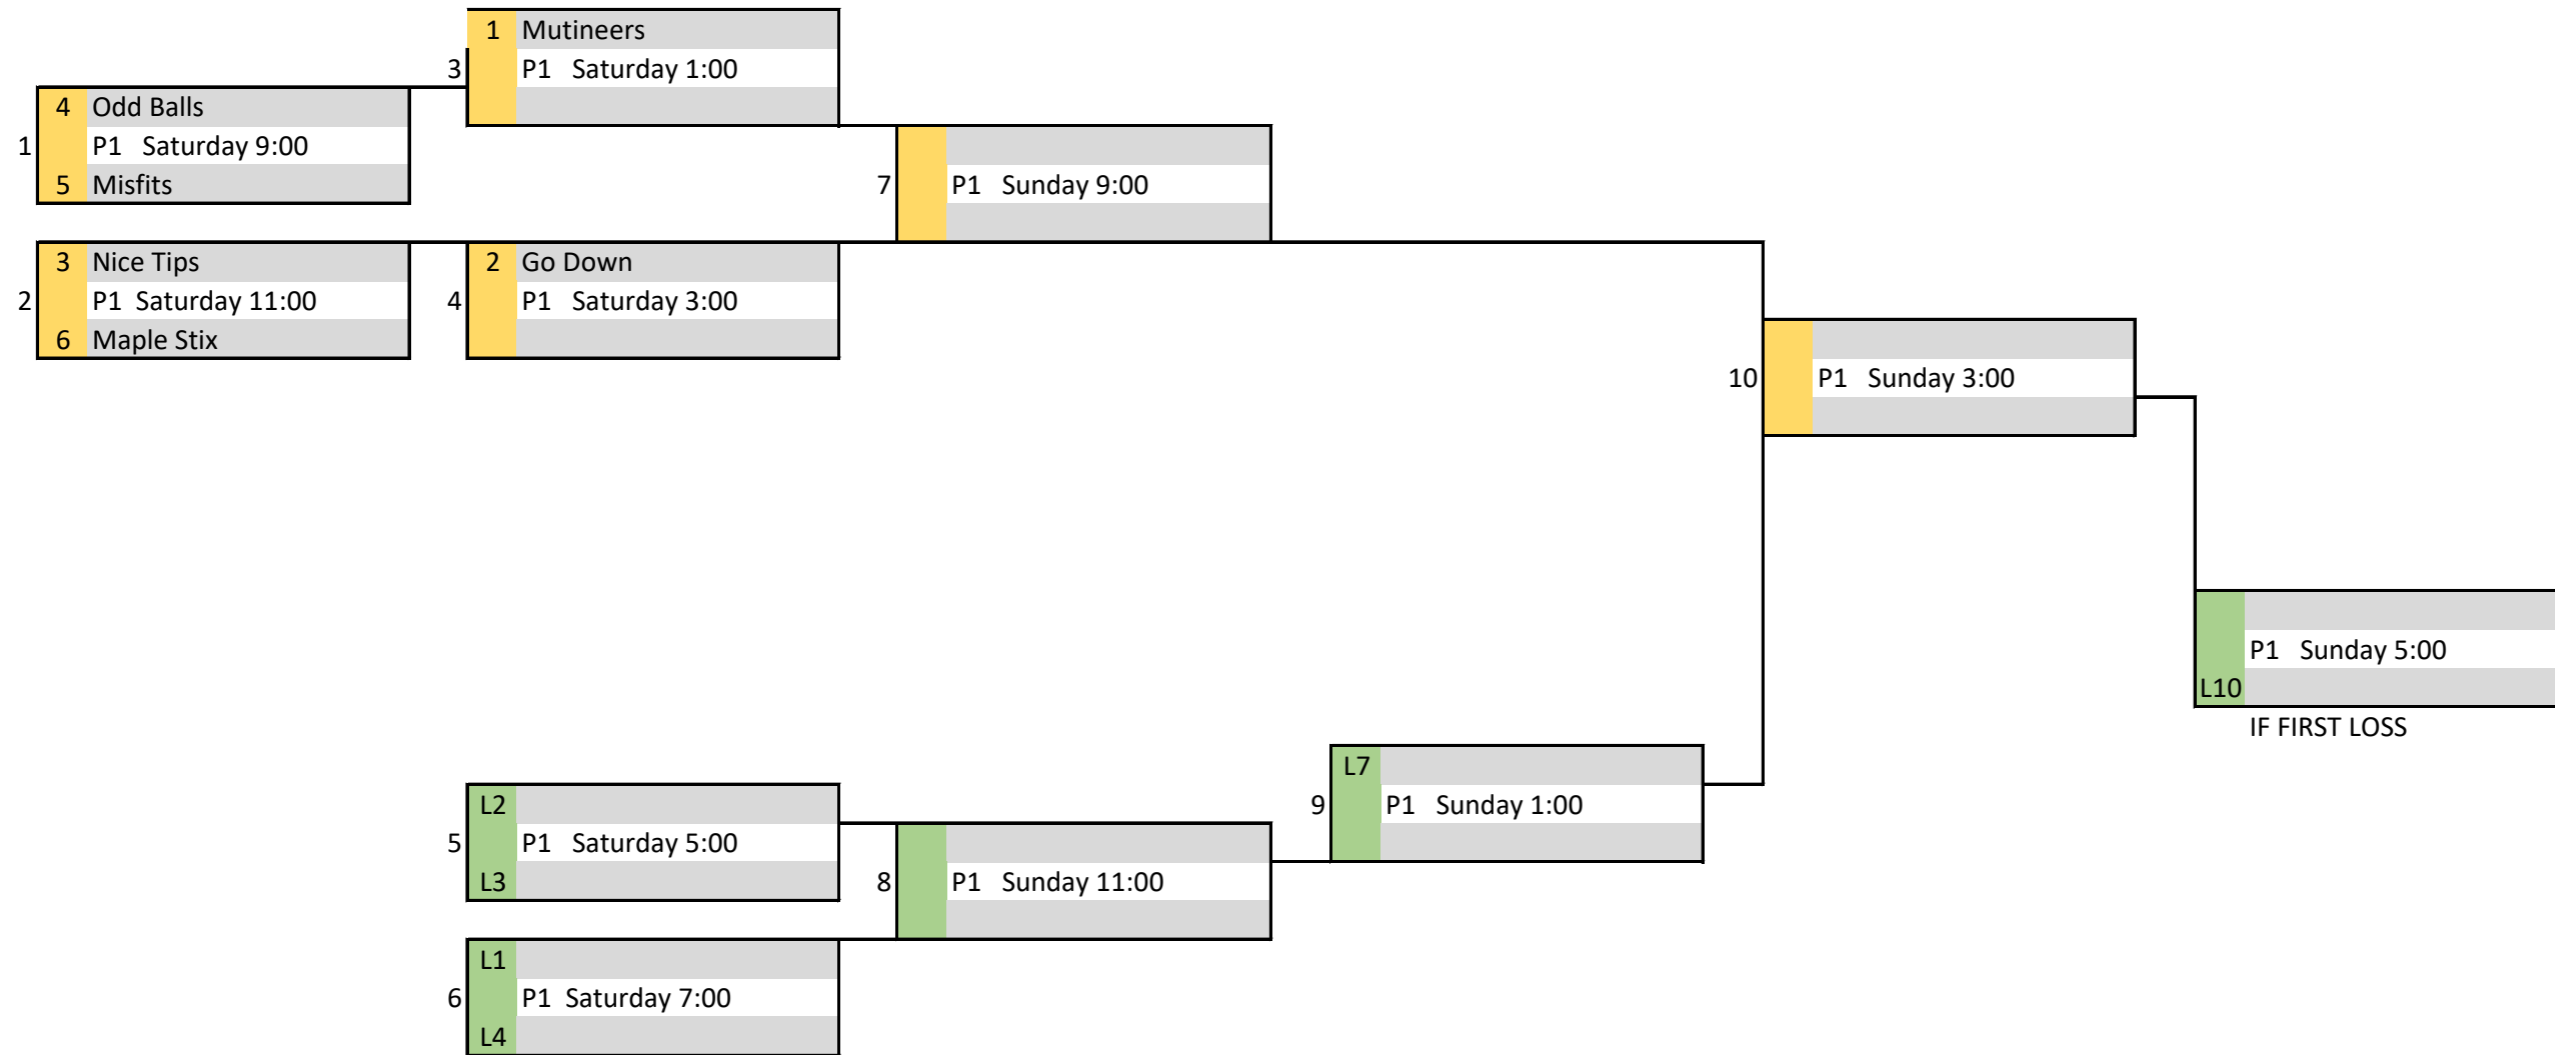 1 Mutineers
3 P1 Saturday 1:00
4 Odd Balls
1 P1 Saturday 9:00
5 Misfits
7 P1 Sunday 9:00
3 Nice Tips
2 P1 Saturday 11:00
6 Maple Stix
2 Go Down
4 P1 Saturday 3:00
10 P1 Sunday 3:00
P1 Sunday 5:00
L10
IF FIRST LOSS
L7
9 P1 Sunday 1:00
L2
5 P1 Saturday 5:00
L3
8 P1 Sunday 11:00
L1
6 P1 Saturday 7:00
L4